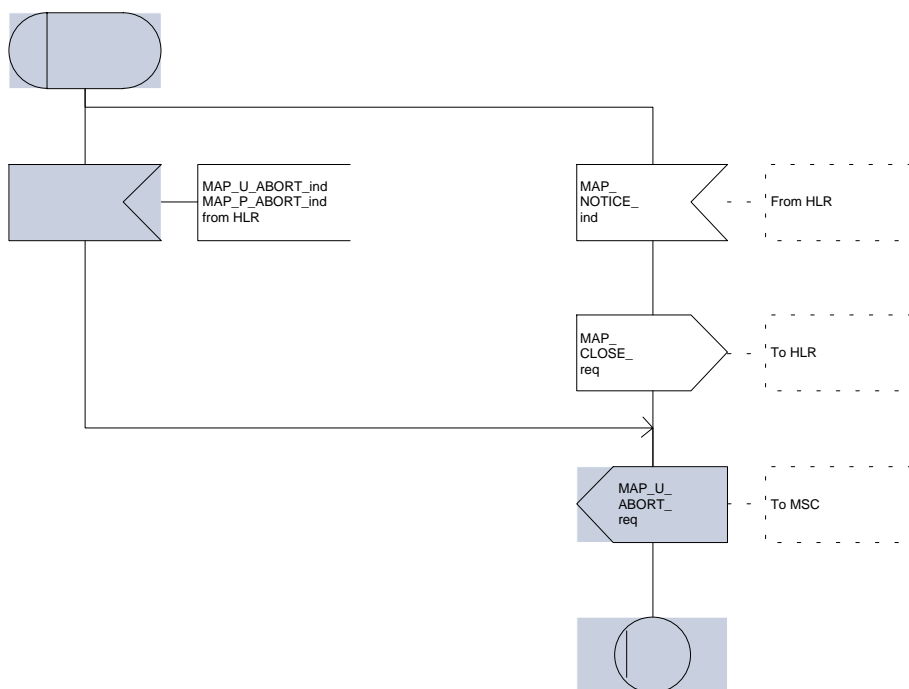 MAP_U_ABORT_ind
MAP_P_ABORT_ind
from HLR
MAP_
NOTICE_
ind
From HLR
MAP_
CLOSE_
req
To HLR
MAP_U_
ABORT_
req
To MSC